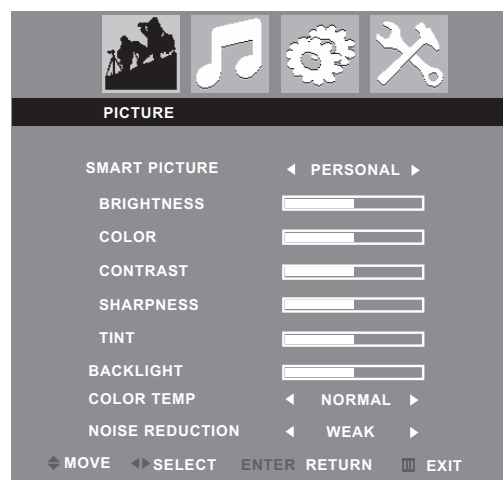 PICTURE
SMART PICTURE PERSONAL
BRIGHTNESS
COLOR
CONTRAST
SHARPNESS
TINT
BACKLIGHT
COLOR TEMP NORMAL
NOISE REDUCTION WEAK
MOVE SELECT ENTER RETURN EXIT